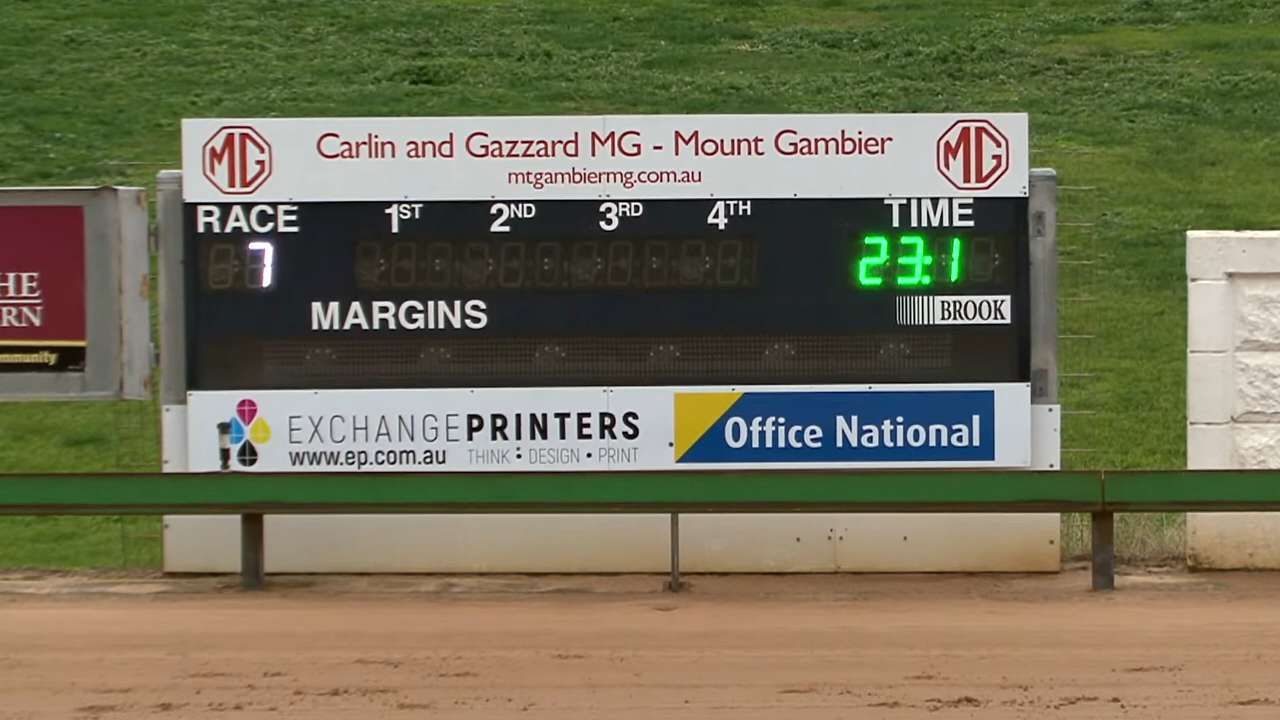 MG Carlin and Gazzard MG - Mount Gambier MG
mtgambiermg.com.au
RACE 1ST 2ND 3RD 4TH TIME
7 23:1
MARGINS BROOK
EXCHANGEPRINTERS
www.ep.com.au THINK : DESIGN • PRINT
Office National
HE
RN
mmunity